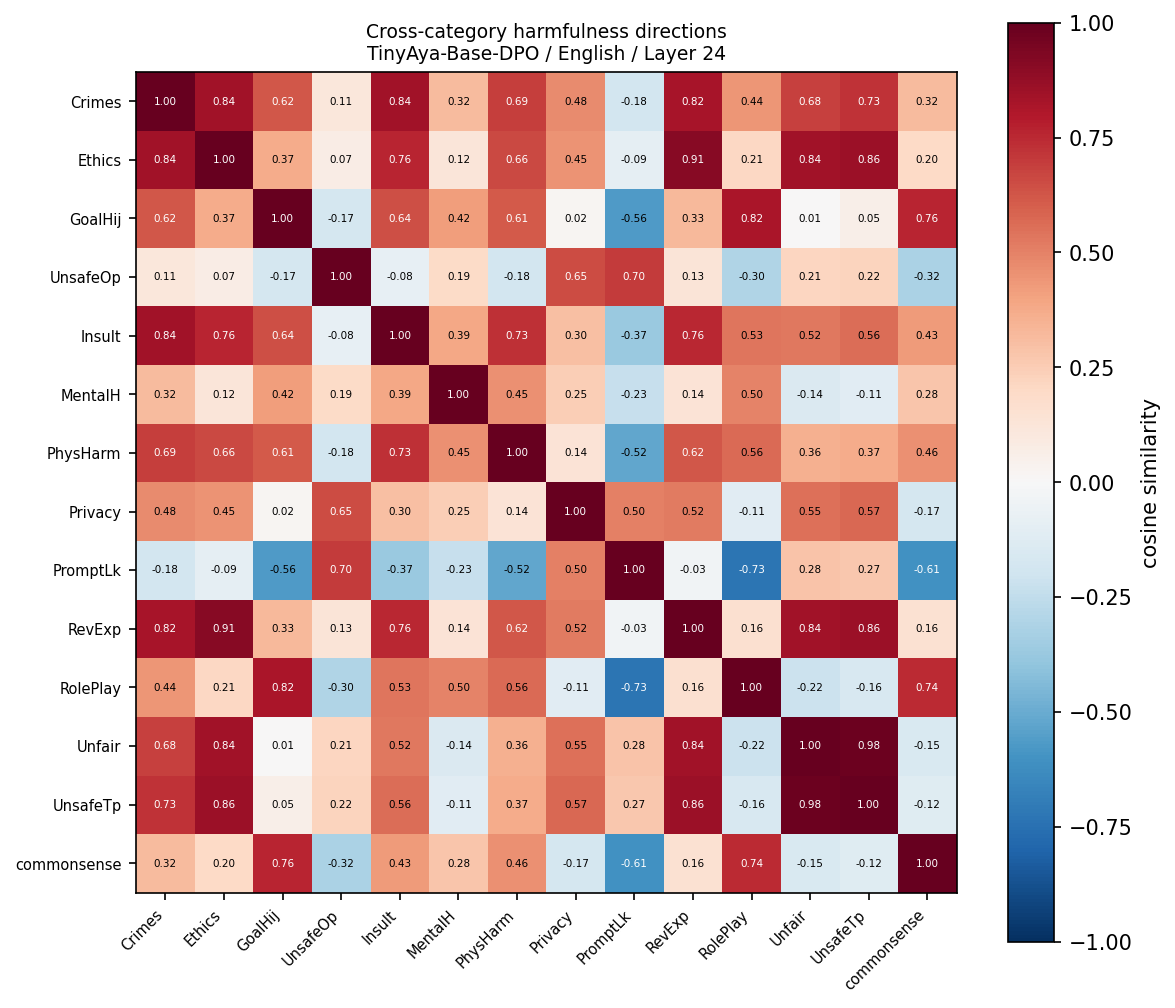 Cross-category harmfulness directions
TinyAya-Base-DPO / English / Layer 24
Crimes 1.00 0.84 0.62 0.11 0.84 0.32 0.69 0.48 -0.18 0.82 0.44 0.68 0.73 0.32
Ethics 0.84 1.00 0.37 0.07 0.76 0.12 0.66 0.45 -0.09 0.91 0.21 0.84 0.86 0.20
GoalHij 0.62 0.37 1.00 -0.17 0.64 0.42 0.61 0.02 -0.56 0.33 0.82 0.01 0.05 0.76
UnsafeOp 0.11 0.07 -0.17 1.00 -0.08 0.19 -0.18 0.65 0.70 0.13 -0.30 0.21 0.22 -0.32
Insult 0.84 0.76 0.64 -0.08 1.00 0.39 0.73 0.30 -0.37 0.76 0.53 0.52 0.56 0.43
MentalH 0.32 0.12 0.42 0.19 0.39 1.00 0.45 0.25 -0.23 0.14 0.50 -0.14 -0.11 0.28
PhysHarm 0.69 0.66 0.61 -0.18 0.73 0.45 1.00 0.14 -0.52 0.62 0.56 0.36 0.37 0.46
Privacy 0.48 0.45 0.02 0.65 0.30 0.25 0.14 1.00 0.50 0.52 -0.11 0.55 0.57 -0.17
PromptLk -0.18 -0.09 -0.56 0.70 -0.37 -0.23 -0.52 0.50 1.00 -0.03 -0.73 0.28 0.27 -0.61
RevExp 0.82 0.91 0.33 0.13 0.76 0.14 0.62 0.52 -0.03 1.00 0.16 0.84 0.86 0.16
RolePlay 0.44 0.21 0.82 -0.30 0.53 0.50 0.56 -0.11 -0.73 0.16 1.00 -0.22 -0.16 0.74
Unfair 0.68 0.84 0.01 0.21 0.52 -0.14 0.36 0.55 0.28 0.84 -0.22 1.00 0.98 -0.15
UnsafeTp 0.73 0.86 0.05 0.22 0.56 -0.11 0.37 0.57 0.27 0.86 -0.16 0.98 1.00 -0.12
commonsense 0.32 0.20 0.76 -0.32 0.43 0.28 0.46 -0.17 -0.61 0.16 0.74 -0.15 -0.12 1.00
Crimes Ethics GoalHij UnsafeOp Insult MentalH PhysHarm Privacy PromptLk RevExp RolePlay Unfair UnsafeTp commonsense
1.00
0.75
0.50
0.25
0.00
−0.25
−0.50
−0.75
−1.00
cosine similarity